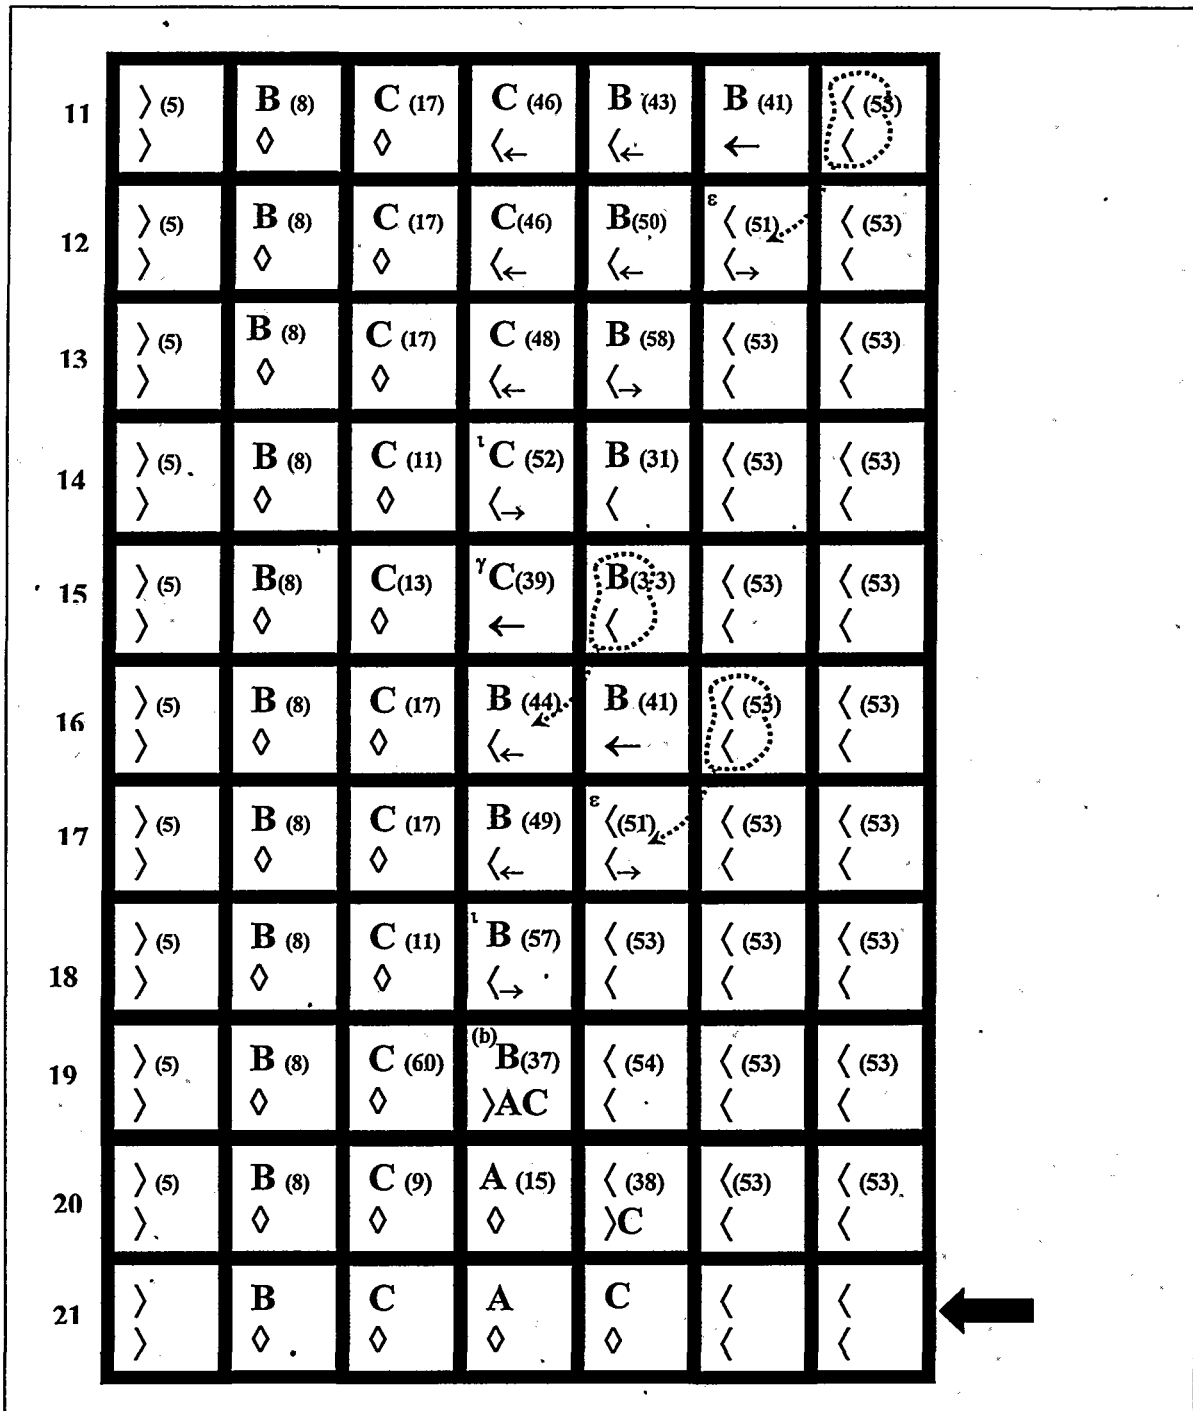 11 〉(5) B (8) C (17) C (46) B (43) B (41) 〈 (53)
〉 ◊ ◊ 〈← 〈← ← 〈
12 〉(5) B (8) C (17) C(46) B(50) ε 〈 (51) 〈 (53)
〉 ◊ ◊ 〈← 〈← 〈→ 〈
13 〉(5) B (8) C (17) C (48) B (58) 〈 (53) 〈 (53)
〉 ◊ ◊ 〈← 〈→ 〈 〈
14 〉(5) B (8) C (11) ι C (52) B (31) 〈 (53) 〈 (53)
〉 ◊ ◊ 〈→ 〈 〈 〈
15 〉(5) B(8) C(13) γ C(39) B(33) 〈 (53) 〈 (53)
〉 ◊ ◊ ← 〈 〈 〈
16 〉(5) B (8) C (17) B (44) B (41) 〈 (53) 〈 (53)
〉 ◊ ◊ 〈← ← 〈 〈
17 〉(5) B (8) C (17) B (49) ε 〈(51) 〈 (53) 〈 (53)
〉 ◊ ◊ 〈← 〈→ 〈 〈
18 〉(5) B (8) C (11) ι B (57) 〈 (53) 〈 (53) 〈 (53)
〉 ◊ ◊ 〈→ 〈 〈 〈
19 〉(5) B (8) C (60) (b) B(37) 〈 (54) 〈 (53) 〈 (53)
〉 ◊ ◊ 〉AC 〈 〈 〈
20 〉(5) B (8) C (9) A (15) 〈 (38) 〈(53) 〈 (53)
〉 ◊ ◊ ◊ 〉C 〈 〈
21 〉 B C A C 〈 〈
〉 ◊ ◊ ◊ ◊ 〈 〈